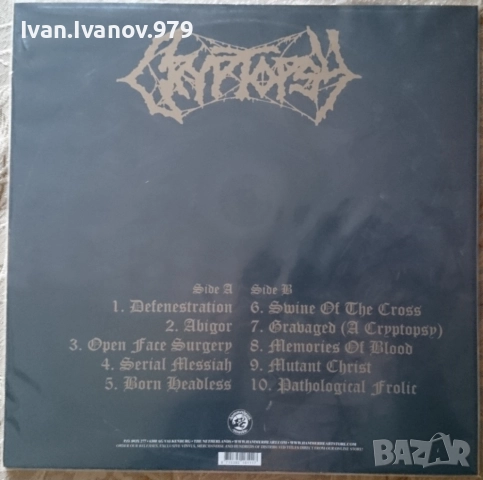 Ivan.Ivanov.979
CRYPTOPSY
Side A
1. Defenestration
2. Abigor
3. Open Face Surgery
4. Serial Messiah
5. Born Headless
Side B
6. Swine Of The Cross
7. Gravaged (A Cryptopsy)
8. Memories Of Blood
9. Mutant Christ
10. Pathological Frolic
BAZAR
.bg